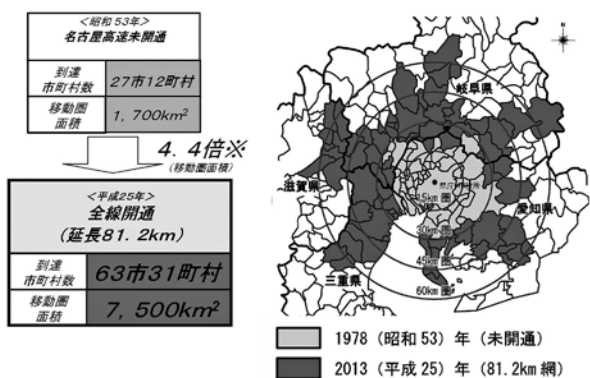 <昭和53年>
名古屋高速未開通
到達
市町村数
27市12町村
移動圏
面積
1,700km²
4.4倍※
(移動圏面積)
<平成25年>
全線開通
(延長81.2km)
到達
市町村数
63市31町村
移動圏
面積
7,500km²
N
岐阜県
滋賀県
愛知県
三重県
15km圏
30km圏
45km圏
60km圏
1978(昭和53)年(未開通)
2013(平成25)年(81.2km網)